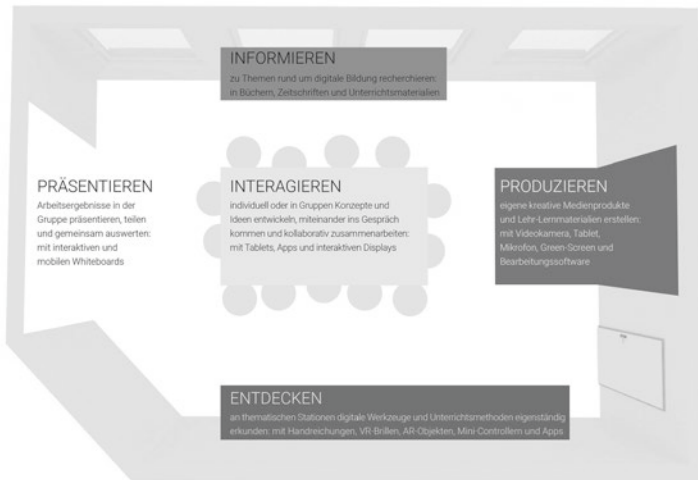 INFORMIEREN
zu Themen rund um digitale Bildung recherchieren:
in Büchern, Zeitschriften und Unterrichtsmaterialien
PRÄSENTIEREN
Arbeitsergebnisse in der
Gruppe präsentieren, teilen
und gemeinsam auswerten:
mit interaktiven und
mobilen Whiteboards
INTERAGIEREN
individuell oder in Gruppen Konzepte und
Ideen entwickeln, miteinander ins Gespräch
kommen und kollaborativ zusammenarbeiten:
mit Tablets, Apps und interaktiven Displays
PRODUZIEREN
eigene kreative Medienprodukte
und Lehr-Lernmaterialien erstellen:
mit Videokamera, Tablet,
Mikrofon, Green-Screen und
Bearbeitungssoftware
ENTDECKEN
an thematischen Stationen digitale Werkzeuge und Unterrichtsmethoden eigenständig
erkunden: mit Handreichungen, VR-Brillen, AR-Objekten, Mini-Controllern und Apps